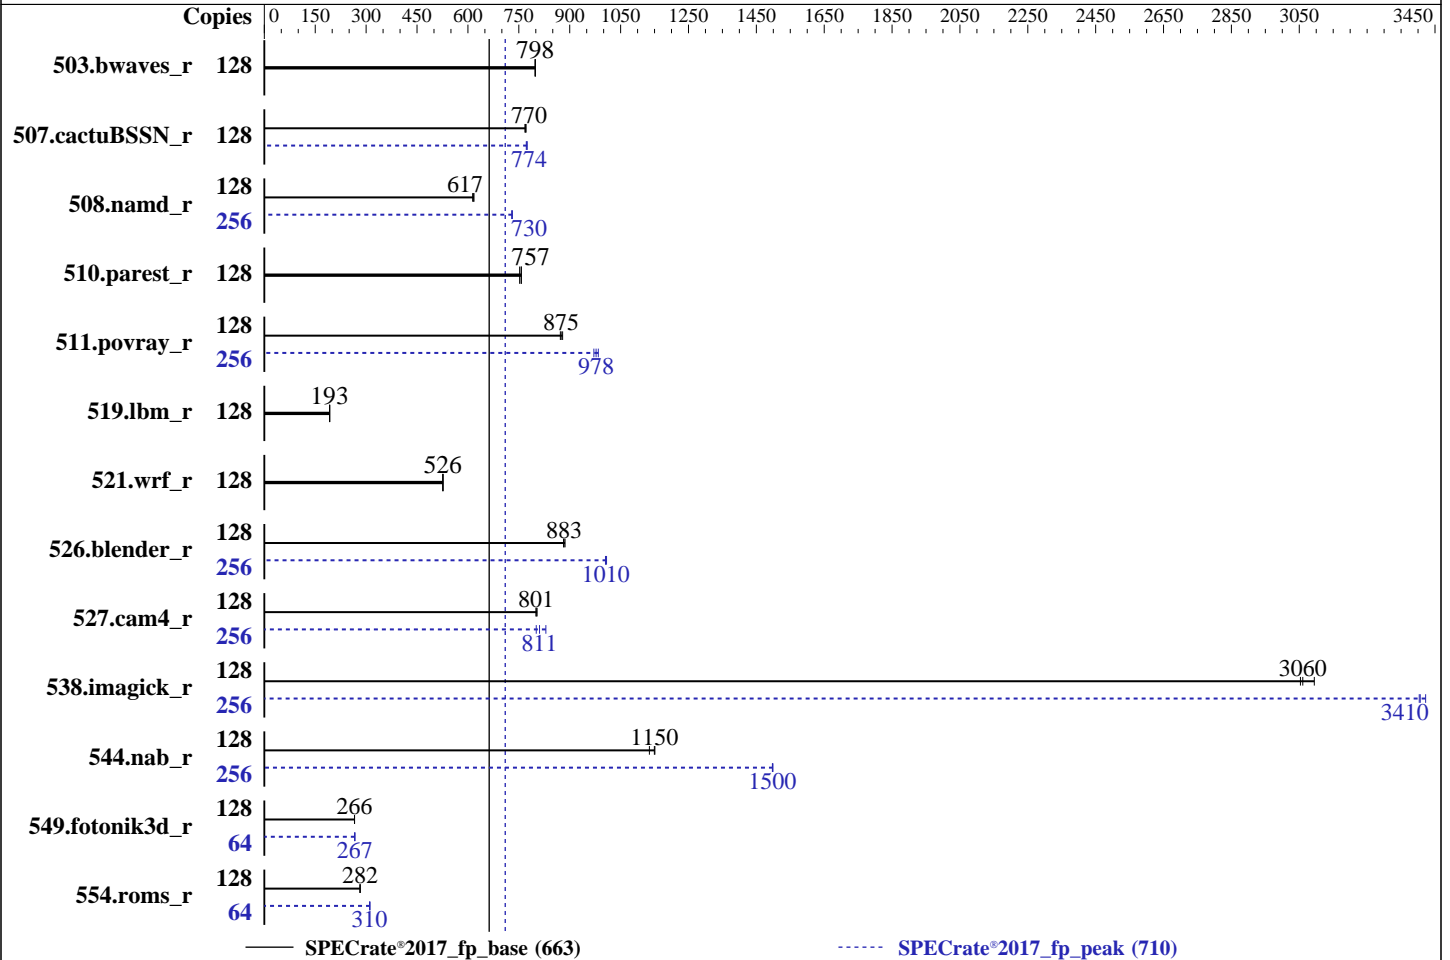 Copies 0 150 300 450 600 750 900 1050 1250 1450 1650 1850 2050 2250 2450 2650 2850 3050 3450
503.bwaves_r 128 798
507.cactuBSSN_r 128 770
774
508.namd_r 128 617
256 730
510.parest_r 128 757
511.povray_r 128 875
256 978
519.lbm_r 128 193
521.wrf_r 128 526
526.blender_r 128 883
256 1010
527.cam4_r 128 801
256 811
538.imagick_r 128 3060
256 3410
544.nab_r 128 1150
256 1500
549.fotonik3d_r 128 266
64 267
554.roms_r 128 282
64 310
SPECrate®2017_fp_base (663) SPECrate®2017_fp_peak (710)